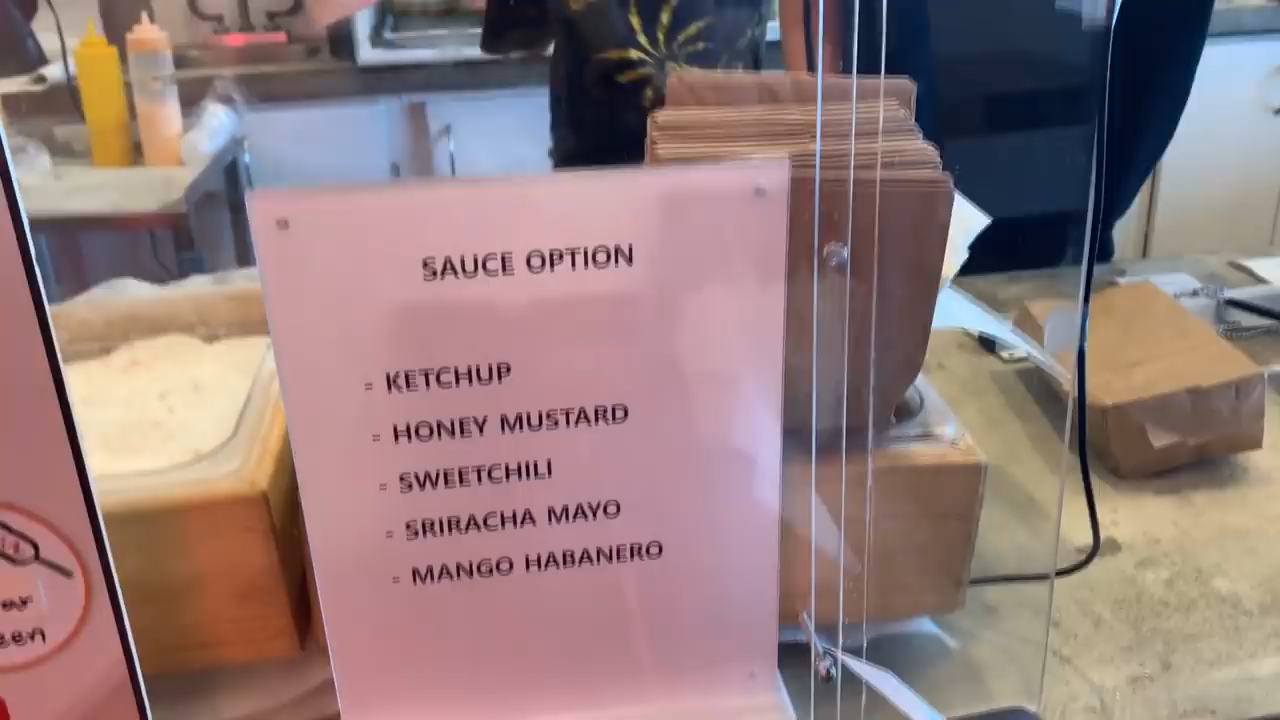 SAUCE OPTION
= KETCHUP
= HONEY MUSTARD
= SWEETCHILI
= SRIRACHA MAYO
= MANGO HABANERO